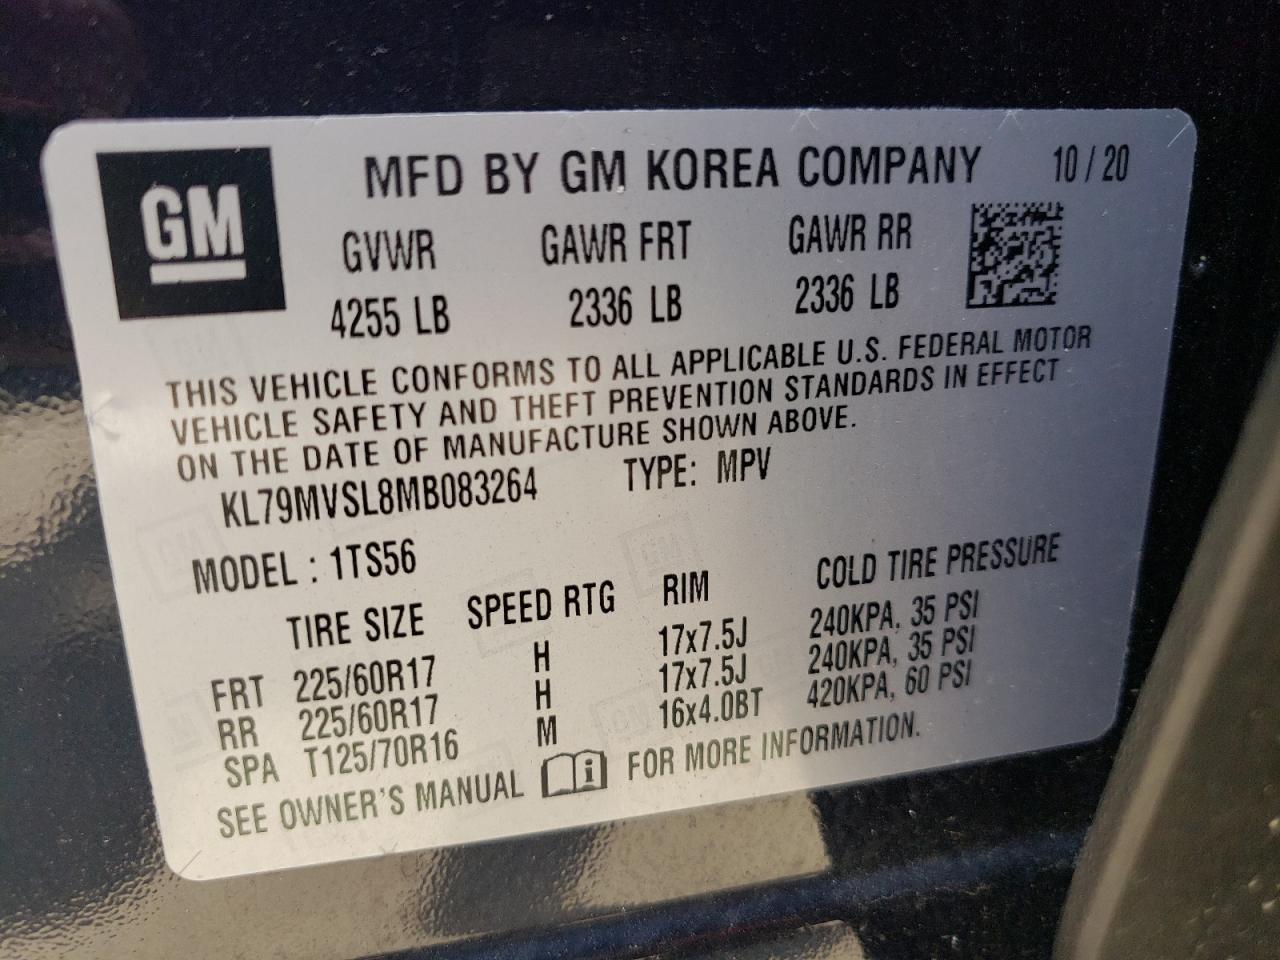 GM
MFD BY GM KOREA COMPANY 10 / 20
GVWR GAWR FRT GAWR RR
4255 LB 2336 LB 2336 LB
THIS VEHICLE CONFORMS TO ALL APPLICABLE U.S. FEDERAL MOTOR
VEHICLE SAFETY AND THEFT PREVENTION STANDARDS IN EFFECT
ON THE DATE OF MANUFACTURE SHOWN ABOVE.
KL79MVSL8MB083264 TYPE: MPV
MODEL : 1TS56
TIRE SIZE SPEED RTG RIM COLD TIRE PRESSURE
FRT 225/60R17 H 17x7.5J 240KPA, 35 PSI
RR 225/60R17 H 17x7.5J 240KPA, 35 PSI
SPA T125/70R16 M 16x4.0BT 420KPA, 60 PSI
SEE OWNER'S MANUAL i FOR MORE INFORMATION.